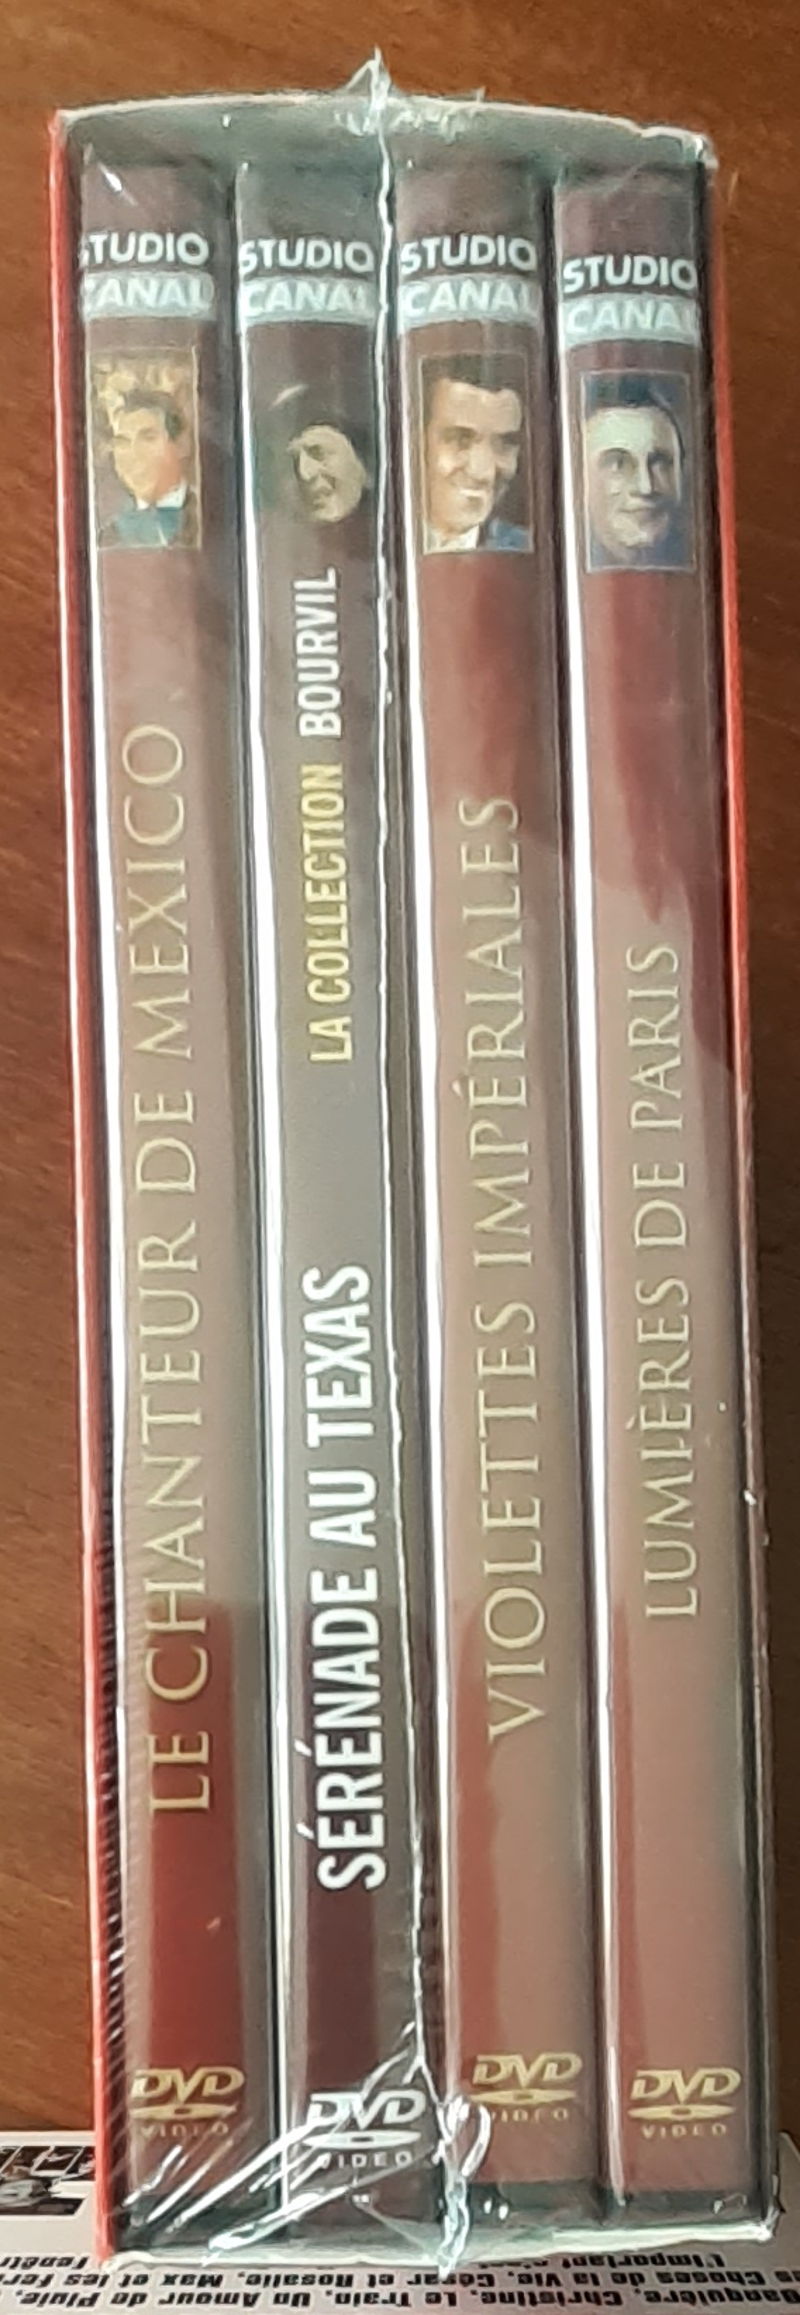 STUDIO
CANAL
LE CHANTEUR DE MEXICO
DVD
VIDEO
STUDIO
CANAL
LA COLLECTION BOURVIL
SÉRÉNADE AU TEXAS
DVD
VIDEO
STUDIO
CANAL
VIOLETTES IMPÉRIALES
DVD
VIDEO
STUDIO
CANAL
LUMIÈRES DE PARIS
DVD
VIDEO
Banquière, Christine, Le Train, Un Amour de Pluie,
Choses de la Vie, César et Rosalie, Max et les Ferr
L'important c'est